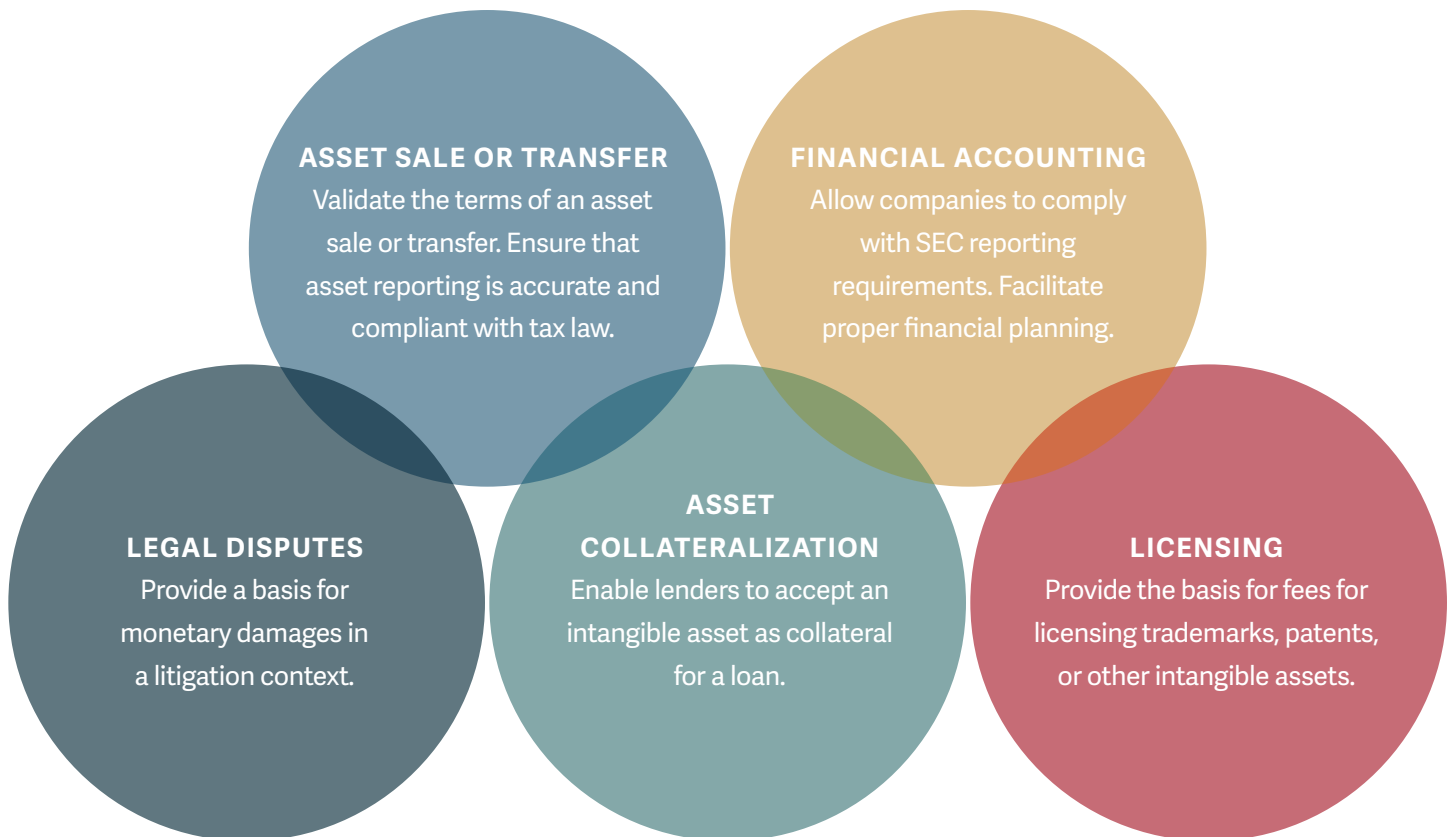 ASSET SALE OR TRANSFER
Validate the terms of an asset
sale or transfer. Ensure that
asset reporting is accurate and
compliant with tax law.
FINANCIAL ACCOUNTING
Allow companies to comply
with SEC reporting
requirements. Facilitate
proper financial planning.
LEGAL DISPUTES
Provide a basis for
monetary damages in
a litigation context.
ASSET
COLLATERALIZATION
Enable lenders to accept an
intangible asset as collateral
for a loan.
LICENSING
Provide the basis for fees for
licensing trademarks, patents,
or other intangible assets.